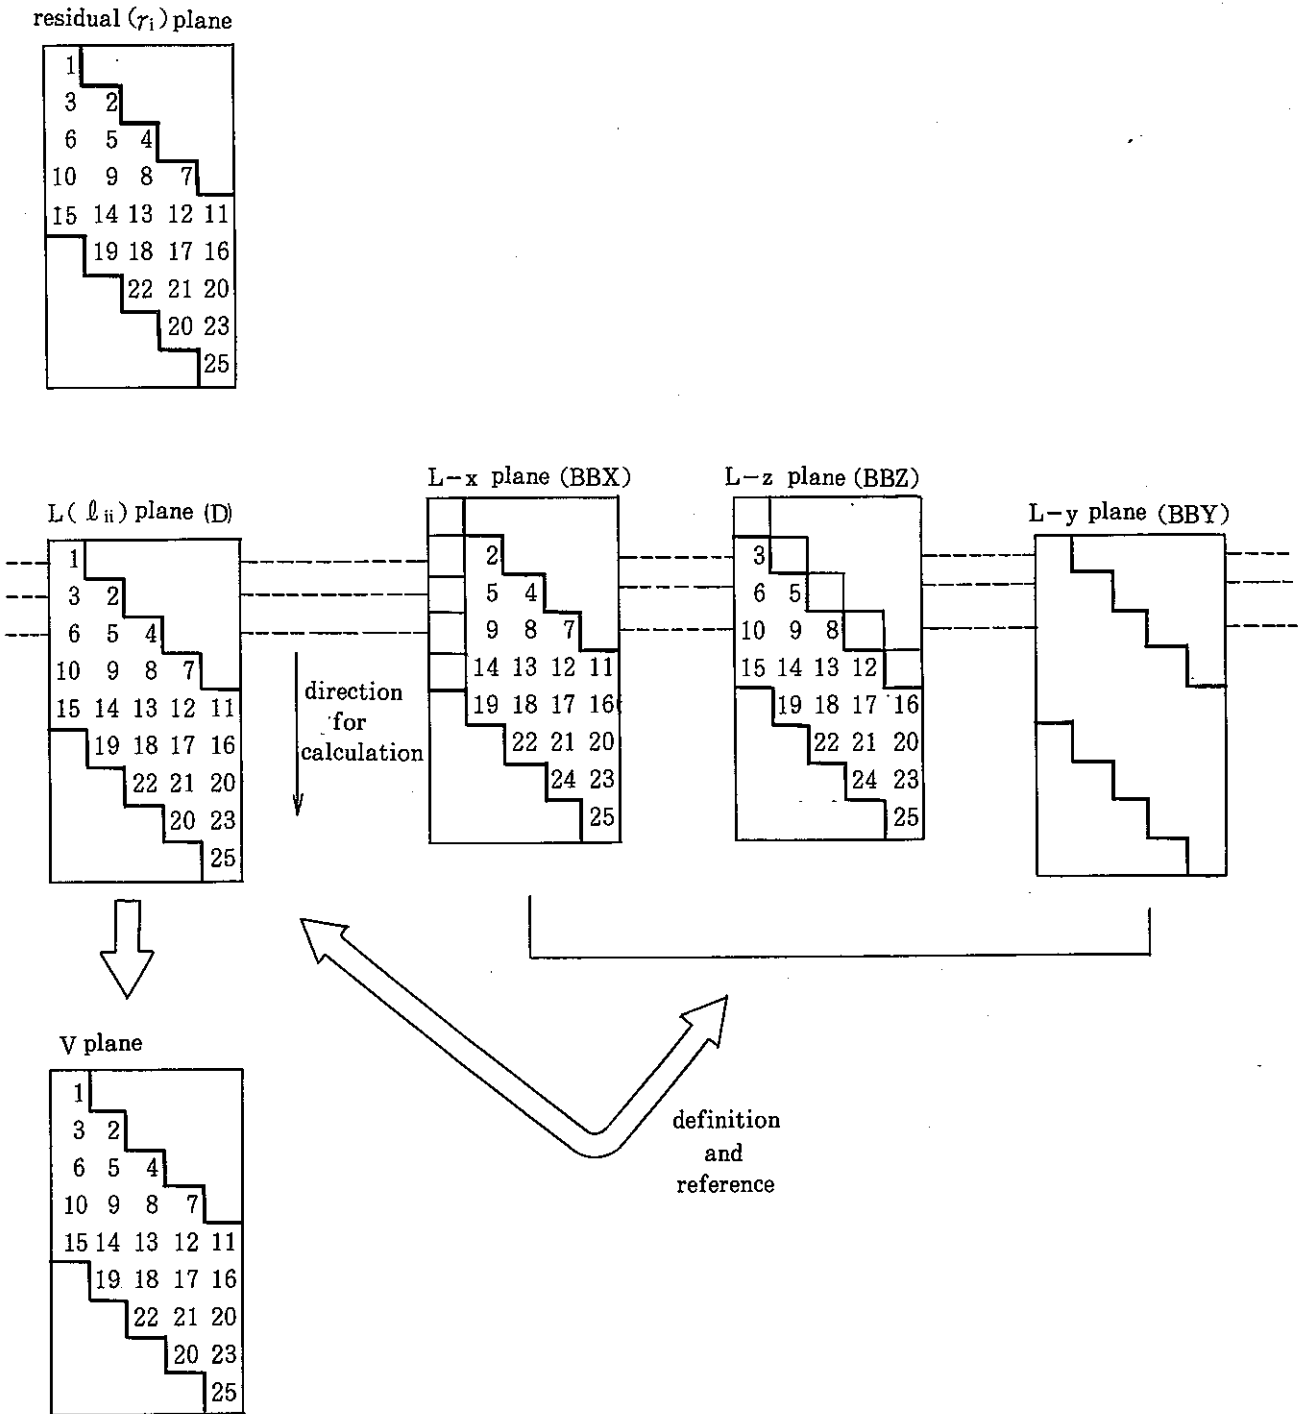 residual (γi) plane
1
3 2
6 5 4
10 9 8 7
15 14 13 12 11
19 18 17 16
22 21 20
20 23
25
L(ℓii) plane (D)
1
3 2
6 5 4
10 9 8 7
15 14 13 12 11
19 18 17 16
22 21 20
20 23
25
direction
for
calculation
L-x plane (BBX)
2
5 4
9 8 7
14 13 12 11
19 18 17 16
22 21 20
24 23
25
L-z plane (BBZ)
3
6 5
10 9 8
15 14 13 12
19 18 17 16
22 21 20
24 23
25
L-y plane (BBY)
definition
and
reference
V plane
1
3 2
6 5 4
10 9 8 7
15 14 13 12 11
19 18 17 16
22 21 20
20 23
25